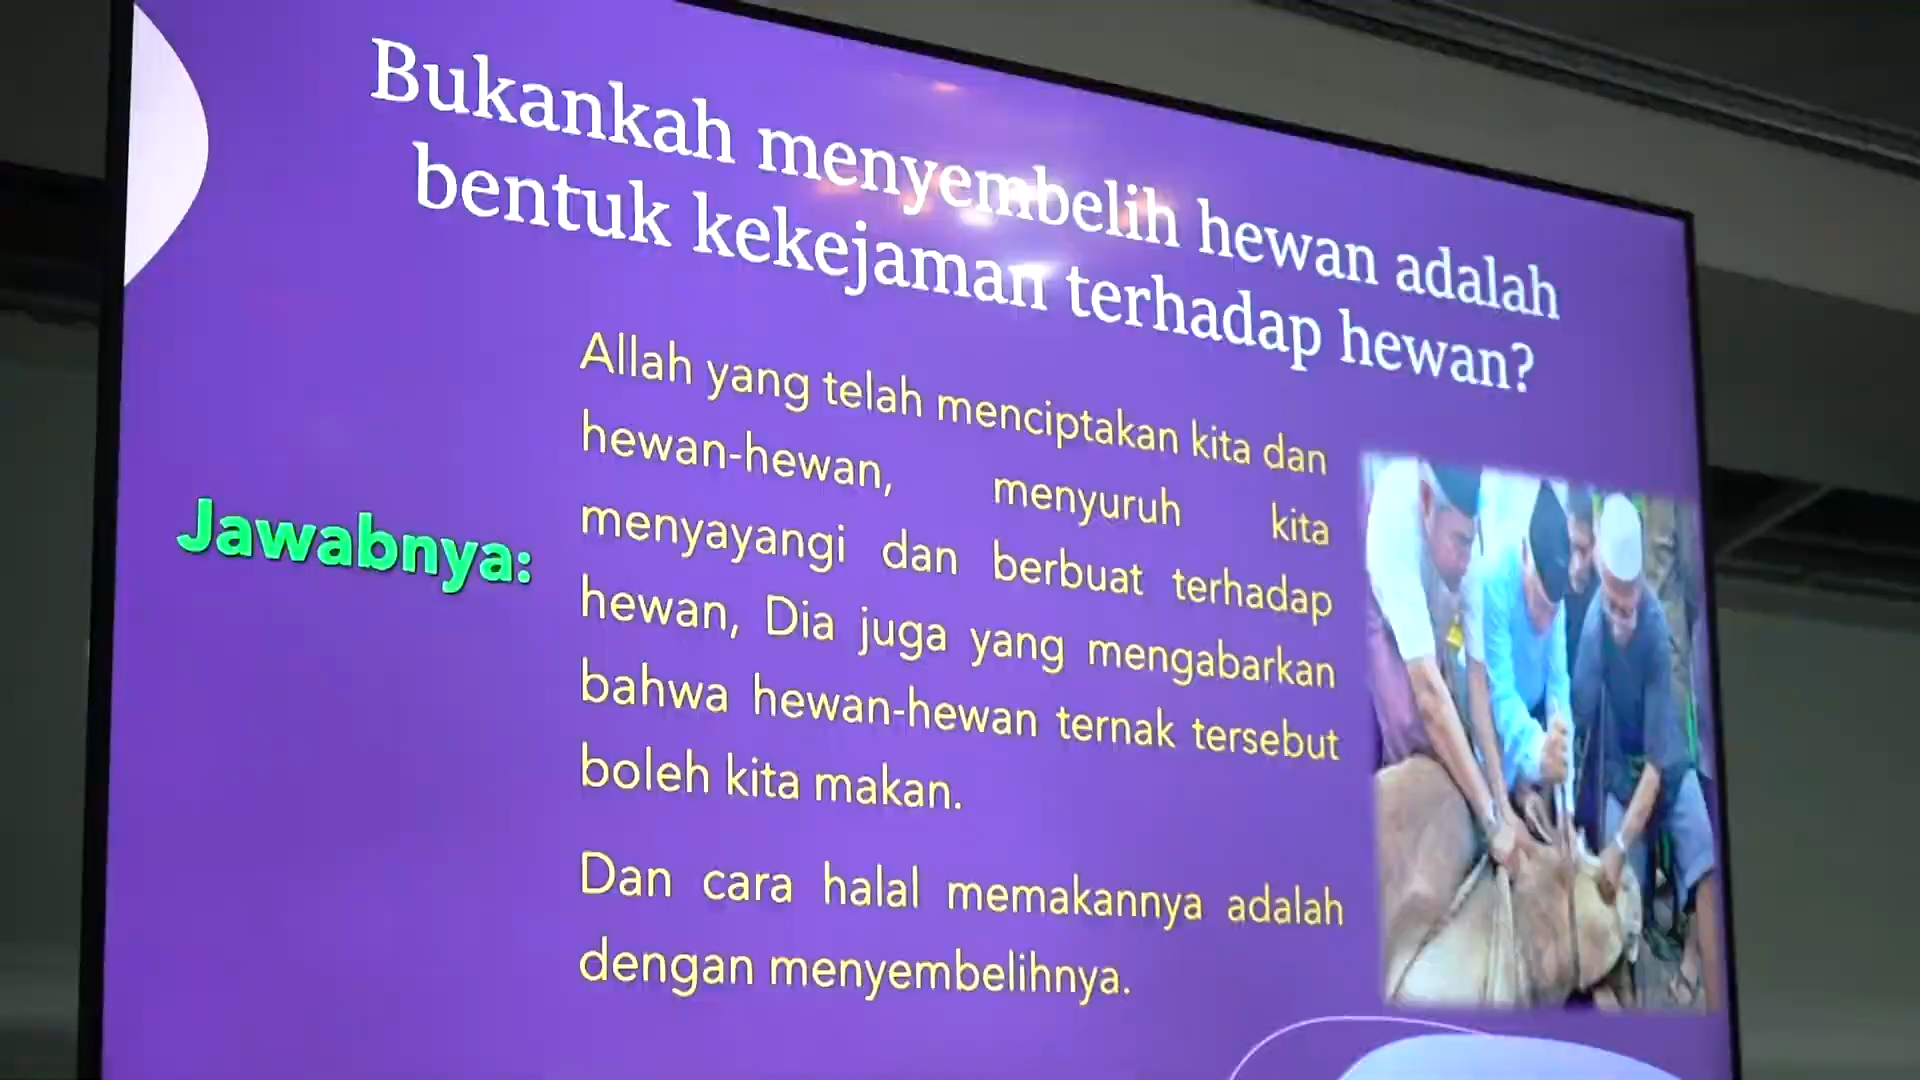 Bukankah menyembelih hewan adalah
bentuk kekejaman terhadap hewan?
Jawabnya:
Allah yang telah menciptakan kita dan
hewan-hewan, menyuruh kita
menyayangi dan berbuat terhadap
hewan, Dia juga yang mengabarkan
bahwa hewan-hewan ternak tersebut
boleh kita makan.
Dan cara halal memakannya adalah
dengan menyembelihnya.